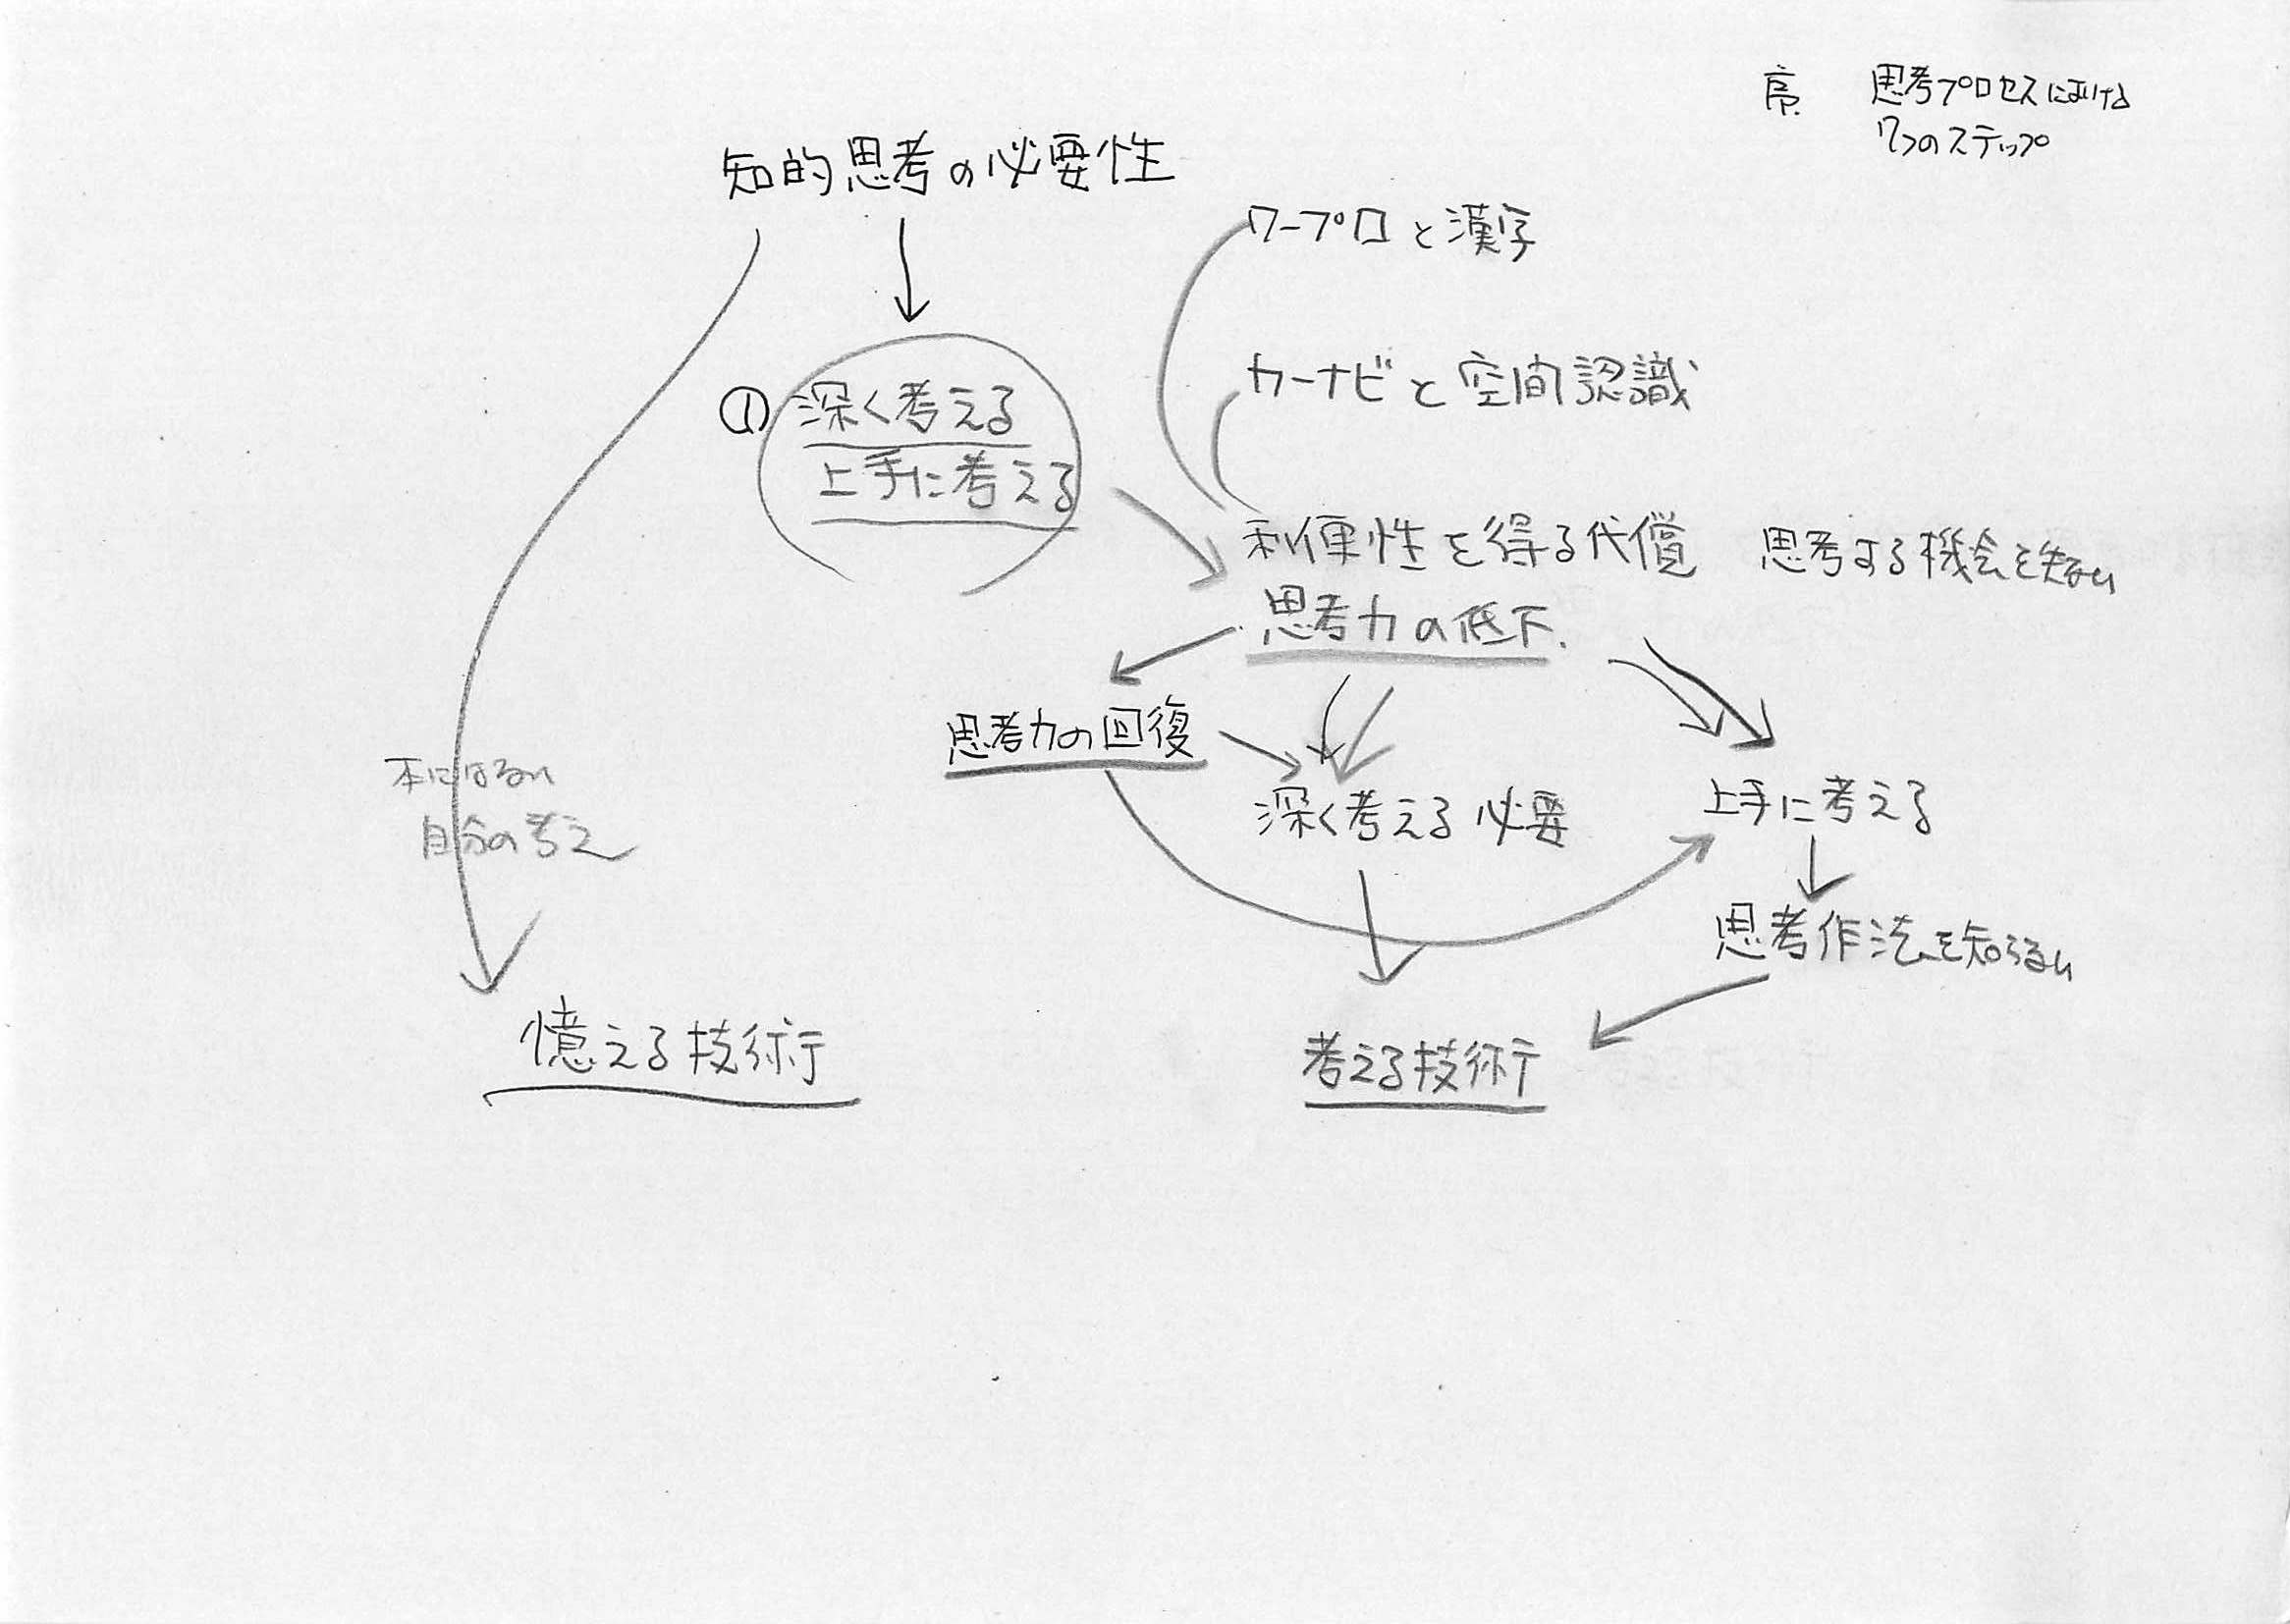 序. 思考プロセスにおける
7つのステップ
知的思考の必要性
ワープロと漢字
カーナビと空間認識
① 深く考える
上手に考える
利便性を得る代償 思考する機会を失ない
思考力の低下.
思考力の回復
深く考える必要
上手に考える
本にはない
自分の考え
思考作法を知らない
憶える技術
考える技術